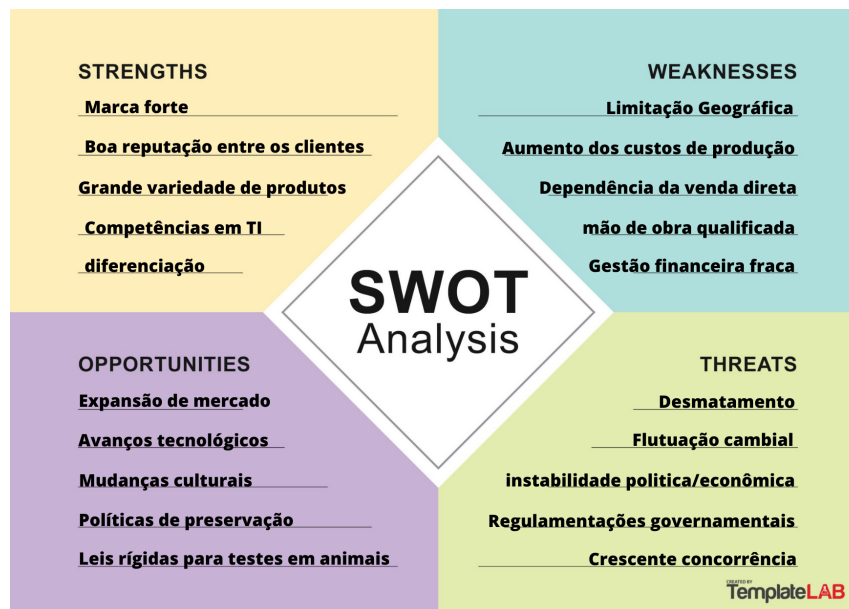 STRENGTHS
Marca forte
Boa reputação entre os clientes
Grande variedade de produtos
Competências em TI
diferenciação
WEAKNESSES
Limitação Geográfica
Aumento dos custos de produção
Dependência da venda direta
mão de obra qualificada
Gestão financeira fraca
SWOT
Analysis
OPPORTUNITIES
Expansão de mercado
Avanços tecnológicos
Mudanças culturais
Políticas de preservação
Leis rígidas para testes em animais
THREATS
Desmatamento
Flutuação cambial
instabilidade politica/econômica
Regulamentações governamentais
Crescente concorrência
CREATED BY
TemplateLAB